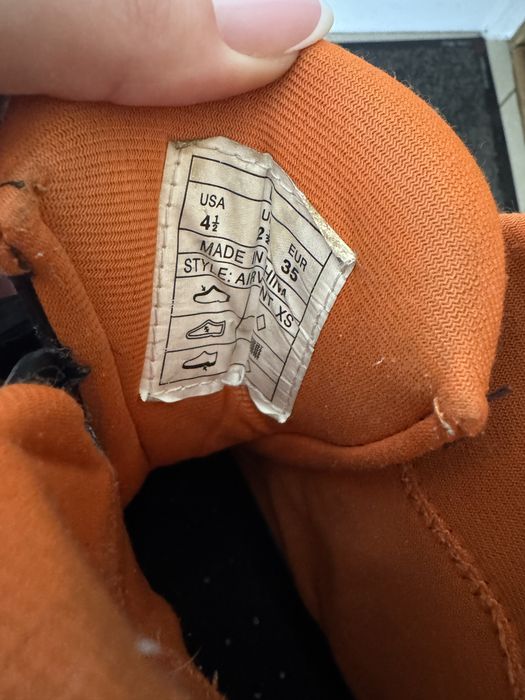 USA EUR
4½ 35
MADE IN
STYLE: XS